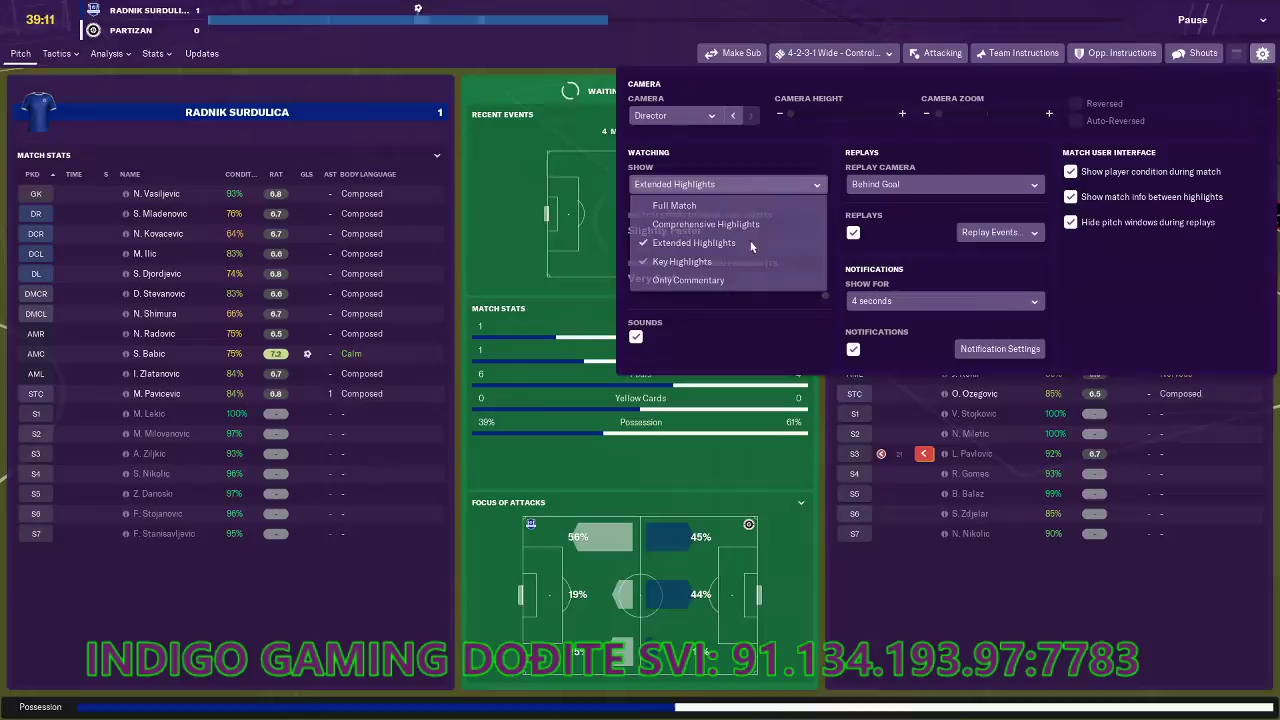 39:11
RADNIK SURDULICA 1
PARTIZAN 0
Pause
Pitch Tactics Analysis Stats Updates
Make Sub 4-2-3-1 Wide - Control... Attacking Team Instructions Opp. Instructions Shouts
RADNIK SURDULICA 1
MATCH STATS
PKD TIME S NAME CONDIT... RAT GLS AST BODY LANGUAGE
GK N. Vasilijevic 93% 6.8 - Composed
DR S. Mladenovic 76% 6.7 - Composed
DCR N. Kovacevic 64% 6.2 - Composed
DCL M. Ilic 83% 6.6 - Composed
DL S. Djordjevic 74% 6.8 - Composed
DMCR D. Stevanovic 83% 6.6 - Composed
DMCL N. Shimura 66% 6.7 - Composed
AMR N. Radovic 75% 6.5 - Composed
AMC S. Bačic 75% 7.2 - Calm
AML I. Zlatanovic 84% 6.7 - Composed
STC M. Pavicevic 84% 6.8 1 Composed
S1 M. Lekic 100% - - -
S2 M. Milovanovic 97% - - -
S3 A. Ziljkic 93% - - -
S4 S. Nikolic 96% - - -
S5 Z. Danoski 97% - - -
S6 F. Stojanovic 96% - - -
S7 F. Stanisavljevic 95% - - -
WAITIN
RECENT EVENTS
4 M
MATCH STATS
1
1
6 Fouls 4
0 Yellow Cards 0
39% Possession 61%
FOCUS OF ATTACKS
56% 45%
19% 44%
CAMERA
CAMERA
Director
CAMERA HEIGHT
CAMERA ZOOM
Reversed
Auto-Reversed
WATCHING
SHOW
Extended Highlights
Full Match
Comprehensive Highlights
Extended Highlights
Key Highlights
Only Commentary
SOUNDS
REPLAYS
REPLAY CAMERA
Behind Goal
REPLAYS
Replay Events...
NOTIFICATIONS
SHOW FOR
4 seconds
NOTIFICATIONS
Notification Settings
MATCH USER INTERFACE
Show player condition during match
Show match info between highlights
Hide pitch windows during replays
STC O. Ozegovic 85% 6.5 - Composed
S1 V. Stojkovic 100% - - -
S2 N. Miletic 100% - - -
S3 21 L. Pavlovic 92% 6.7 - -
S4 R. Gomes 93% - - -
S5 B. Balaz 99% - - -
S6 S. Zdjelar 85% - - -
S7 N. Nikolic 90% - - -
INDIGO GAMING DOĐITE SVI: 91.134.193.97:7783
Possession